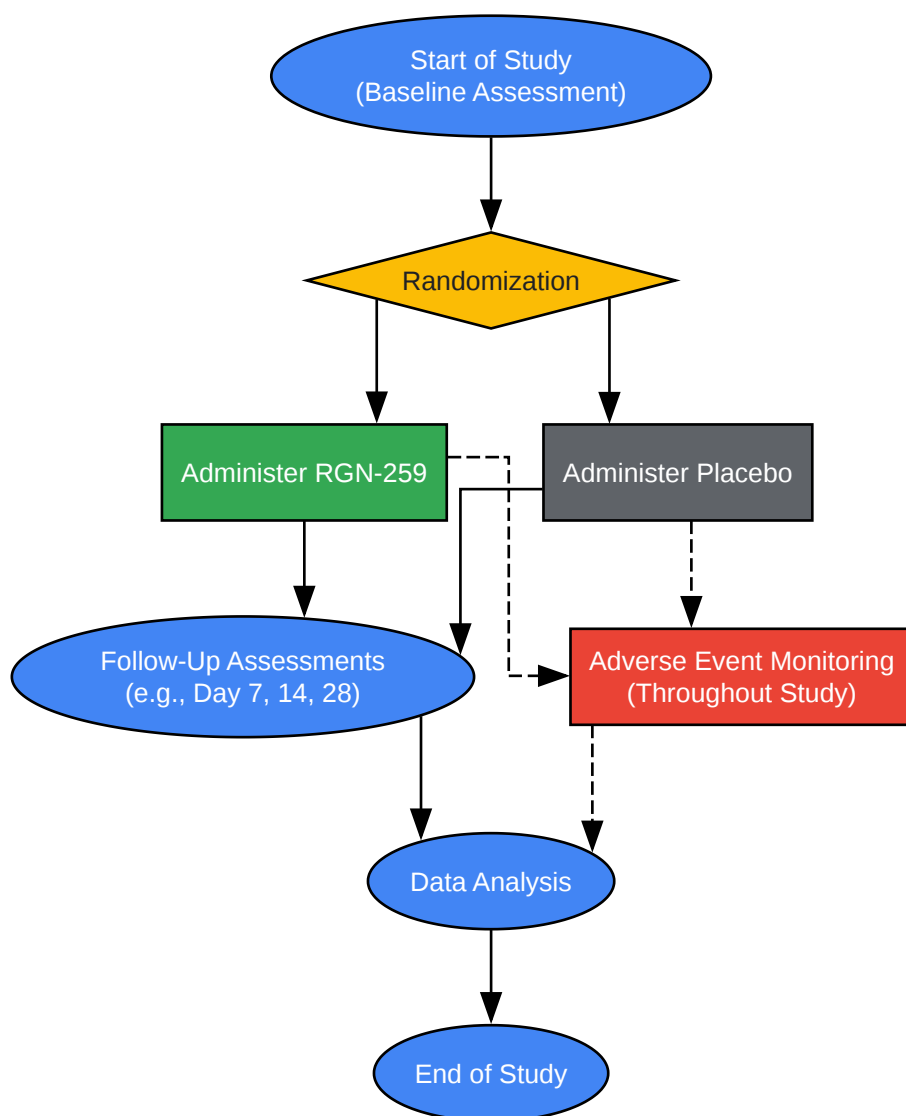 Start of Study
(Baseline Assessment)
Randomization
Administer RGN-259
Administer Placebo
Follow-Up Assessments
(e.g., Day 7, 14, 28)
Adverse Event Monitoring
(Throughout Study)
Data Analysis
End of Study